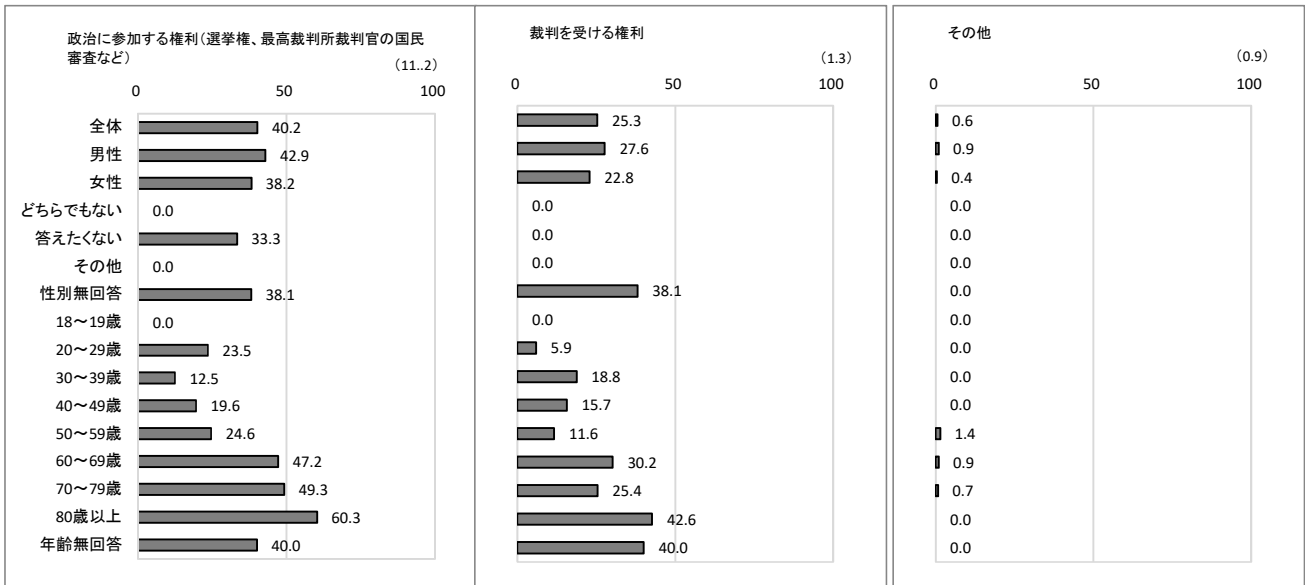 政治に参加する権利(選挙権、最高裁判所裁判官の国民
審査など)
（11..2）
0 50 100
全体 40.2
男性 42.9
女性 38.2
どちらでもない 0.0
答えたくない 33.3
その他 0.0
性別無回答 38.1
18～19歳 0.0
20～29歳 23.5
30～39歳 12.5
40～49歳 19.6
50～59歳 24.6
60～69歳 47.2
70～79歳 49.3
80歳以上 60.3
年齢無回答 40.0
裁判を受ける権利
（1.3）
0 50 100
25.3
27.6
22.8
0.0
0.0
0.0
38.1
0.0
5.9
18.8
15.7
11.6
30.2
25.4
42.6
40.0
その他
（0.9）
0 50 100
0.6
0.9
0.4
0.0
0.0
0.0
0.0
0.0
0.0
0.0
0.0
1.4
0.9
0.7
0.0
0.0